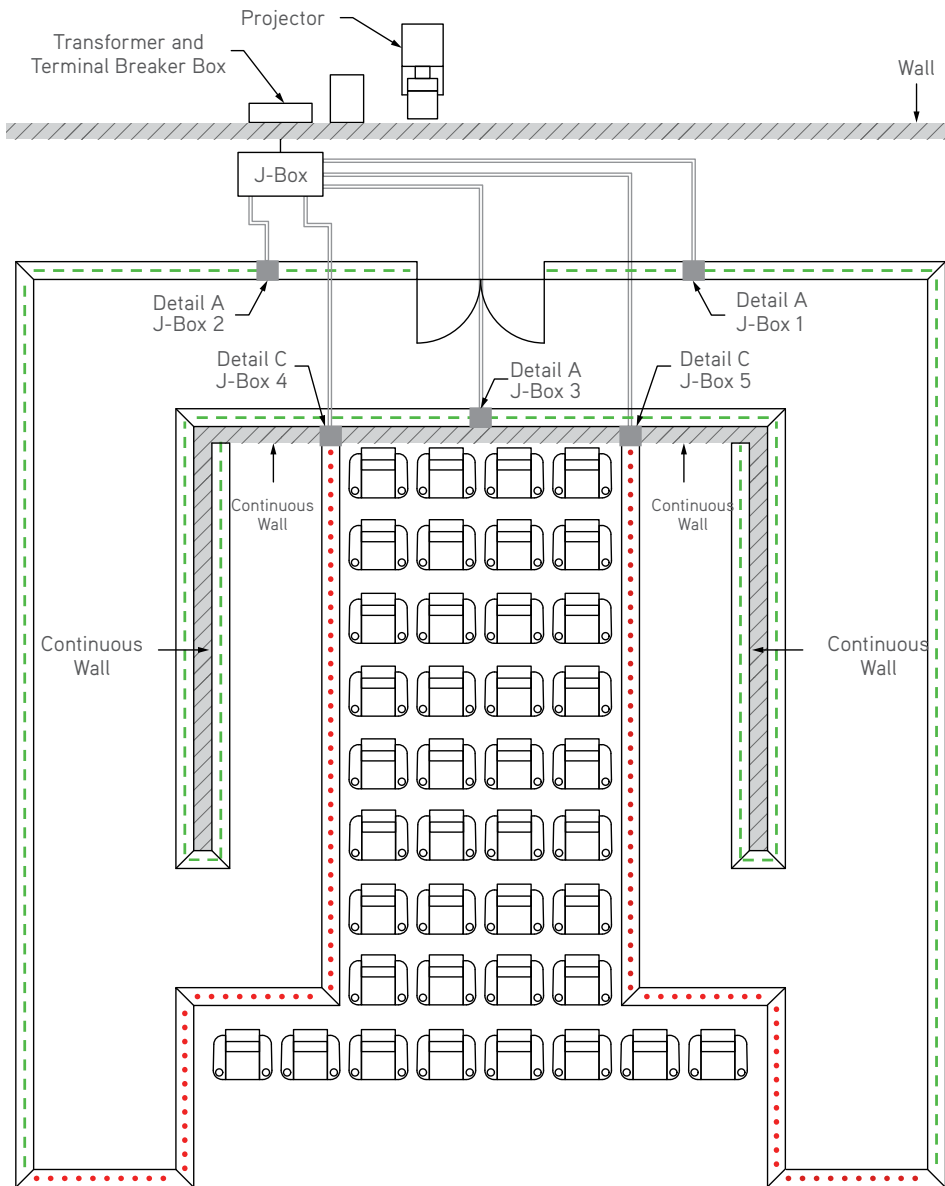 Projector
Transformer and
Terminal Breaker Box
Wall
J-Box
Detail A
J-Box 2
Detail A
J-Box 1
Detail C
J-Box 4
Detail A
J-Box 3
Detail C
J-Box 5
Continuous
Wall
Continuous
Wall
Continuous
Wall
Continuous
Wall